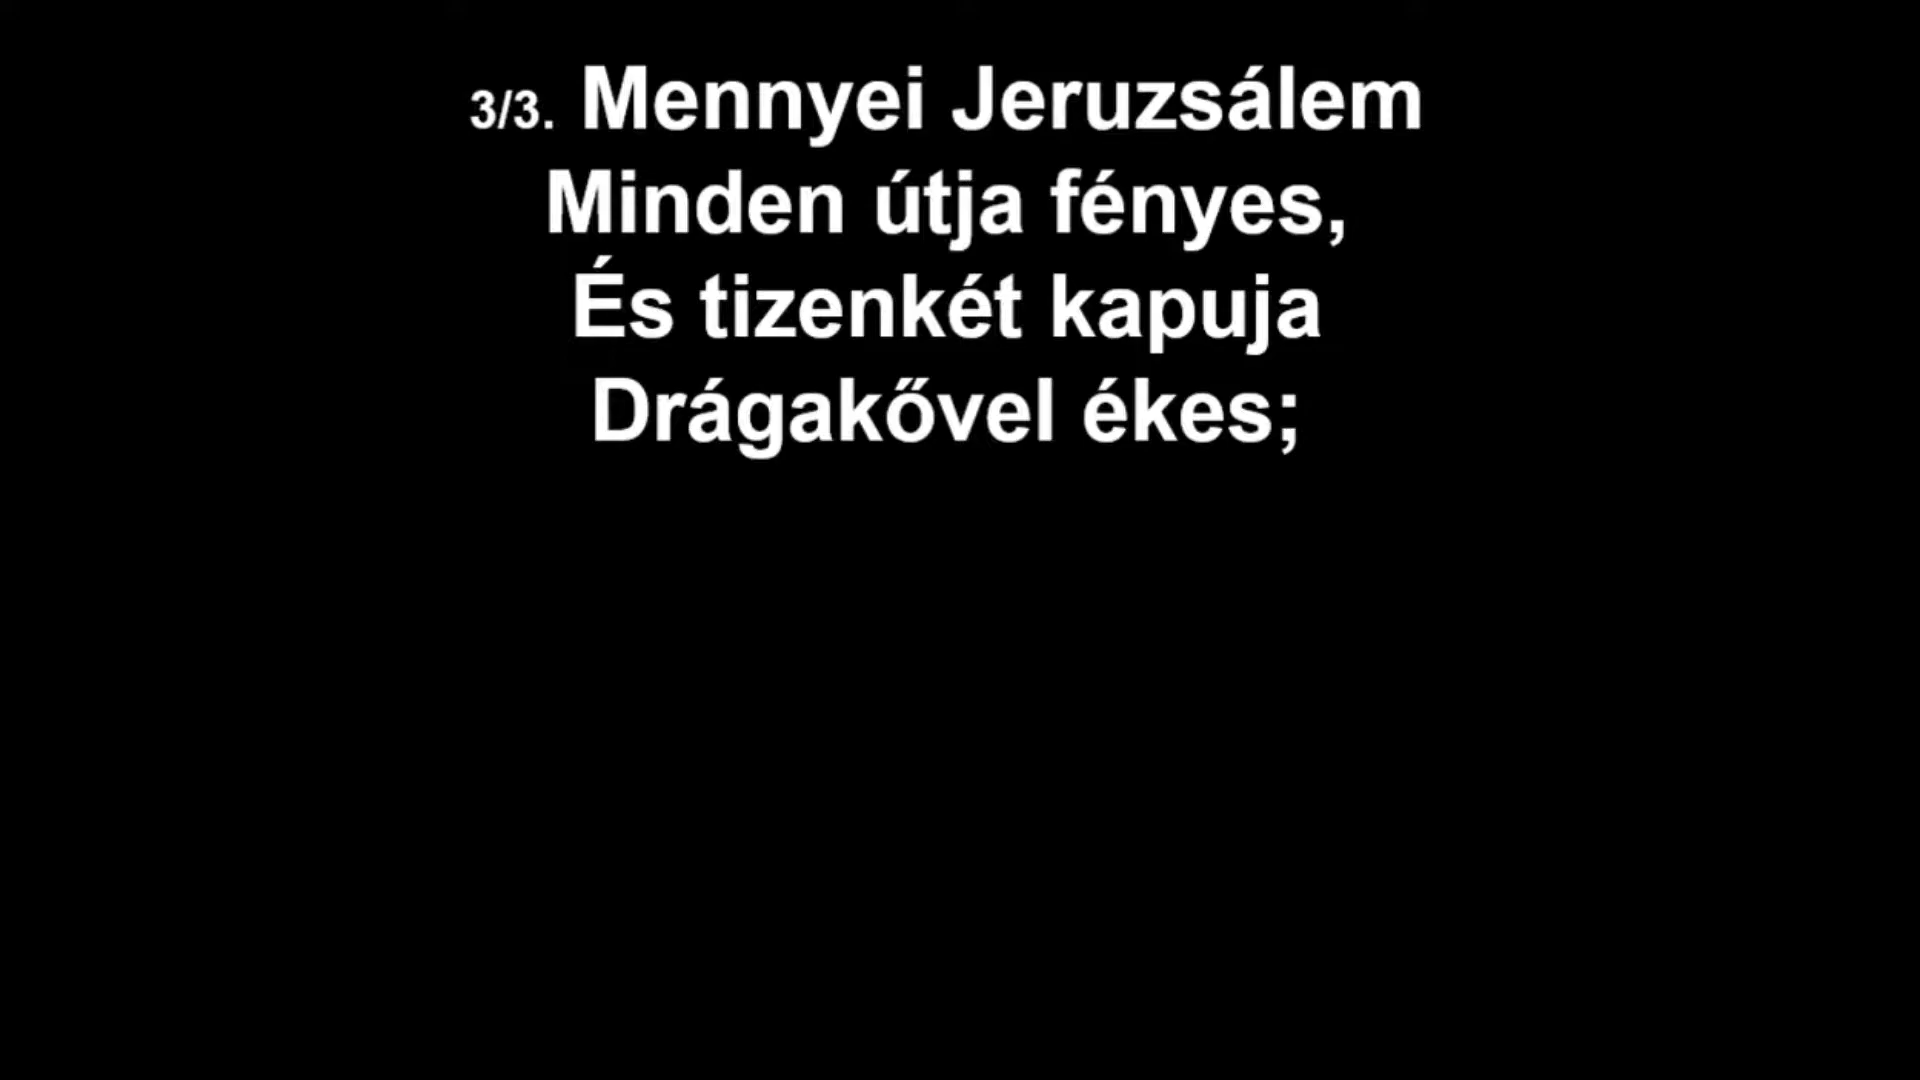 3/3. Mennyei Jeruzsálem
Minden útja fényes,
És tizenkét kapuja
Drágakővel ékes;